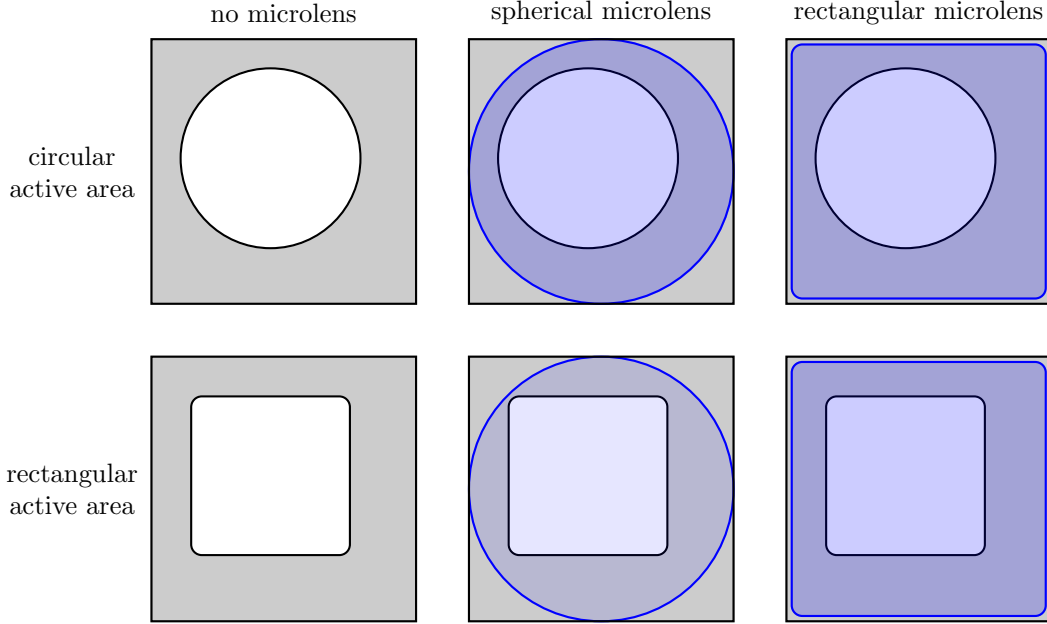 no microlens
spherical microlens
rectangular microlens
circular
active area
rectangular
active area